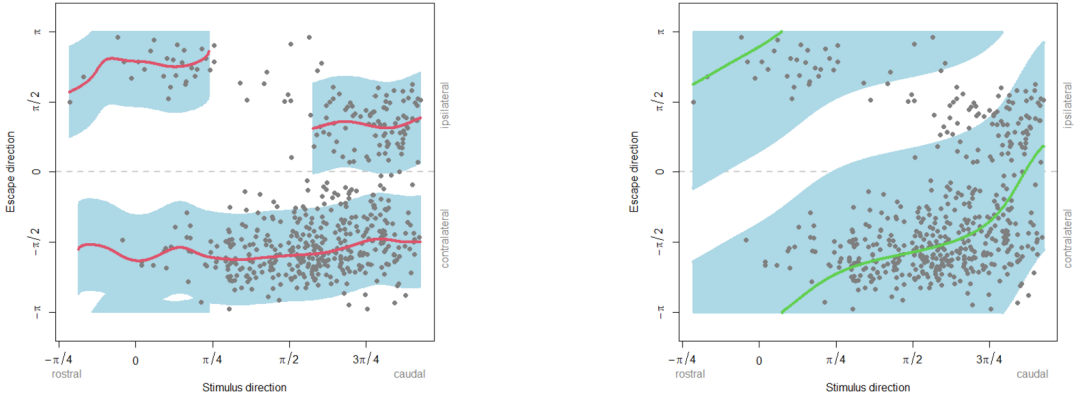 π
π/2
0
−π/2
−π
Escape direction
ipsilateral
contralateral
−π/4
0
π/4
π/2
3π/4
rostral
caudal
Stimulus direction
π
π/2
0
−π/2
−π
Escape direction
ipsilateral
contralateral
−π/4
0
π/4
π/2
3π/4
rostral
caudal
Stimulus direction